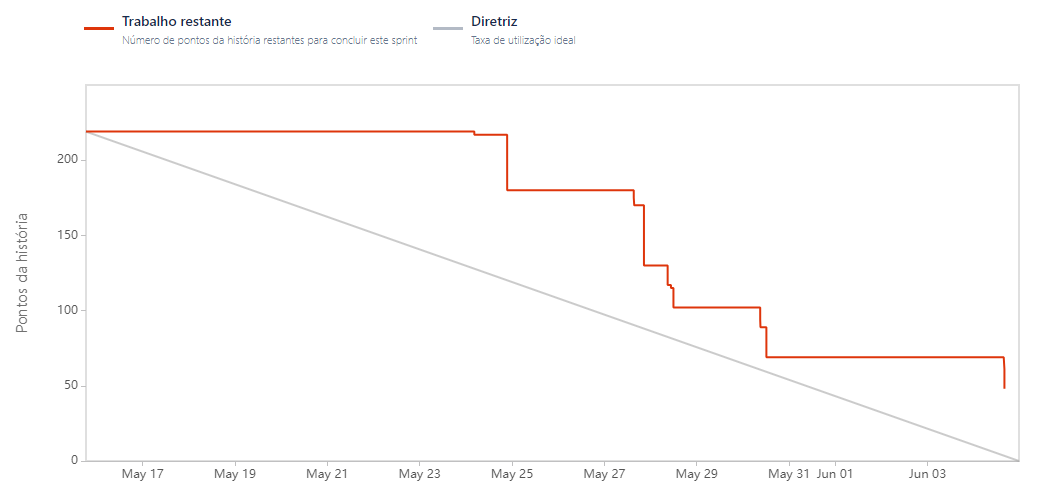 Trabalho restante
Número de pontos da história restantes para concluir este sprint
Diretriz
Taxa de utilização ideal
Pontos da história
200
150
100
50
0
May 17 May 19 May 21 May 23 May 25 May 27 May 29 May 31 Jun 01 Jun 03